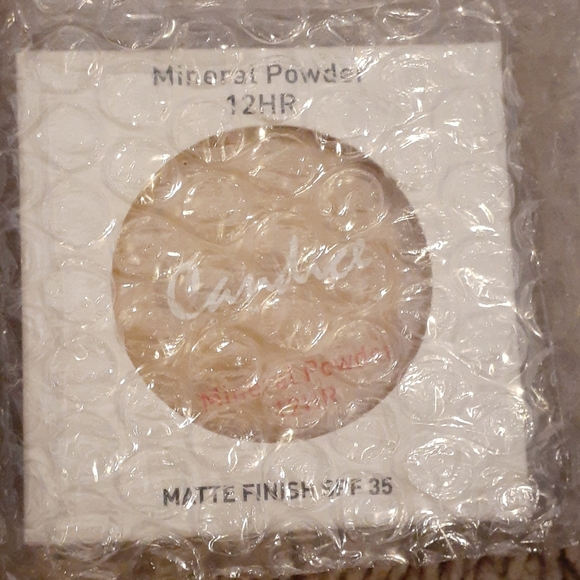 Mineral Powder
12HR
Mineral Powder
12HR
MATTE FINISH SPF 35